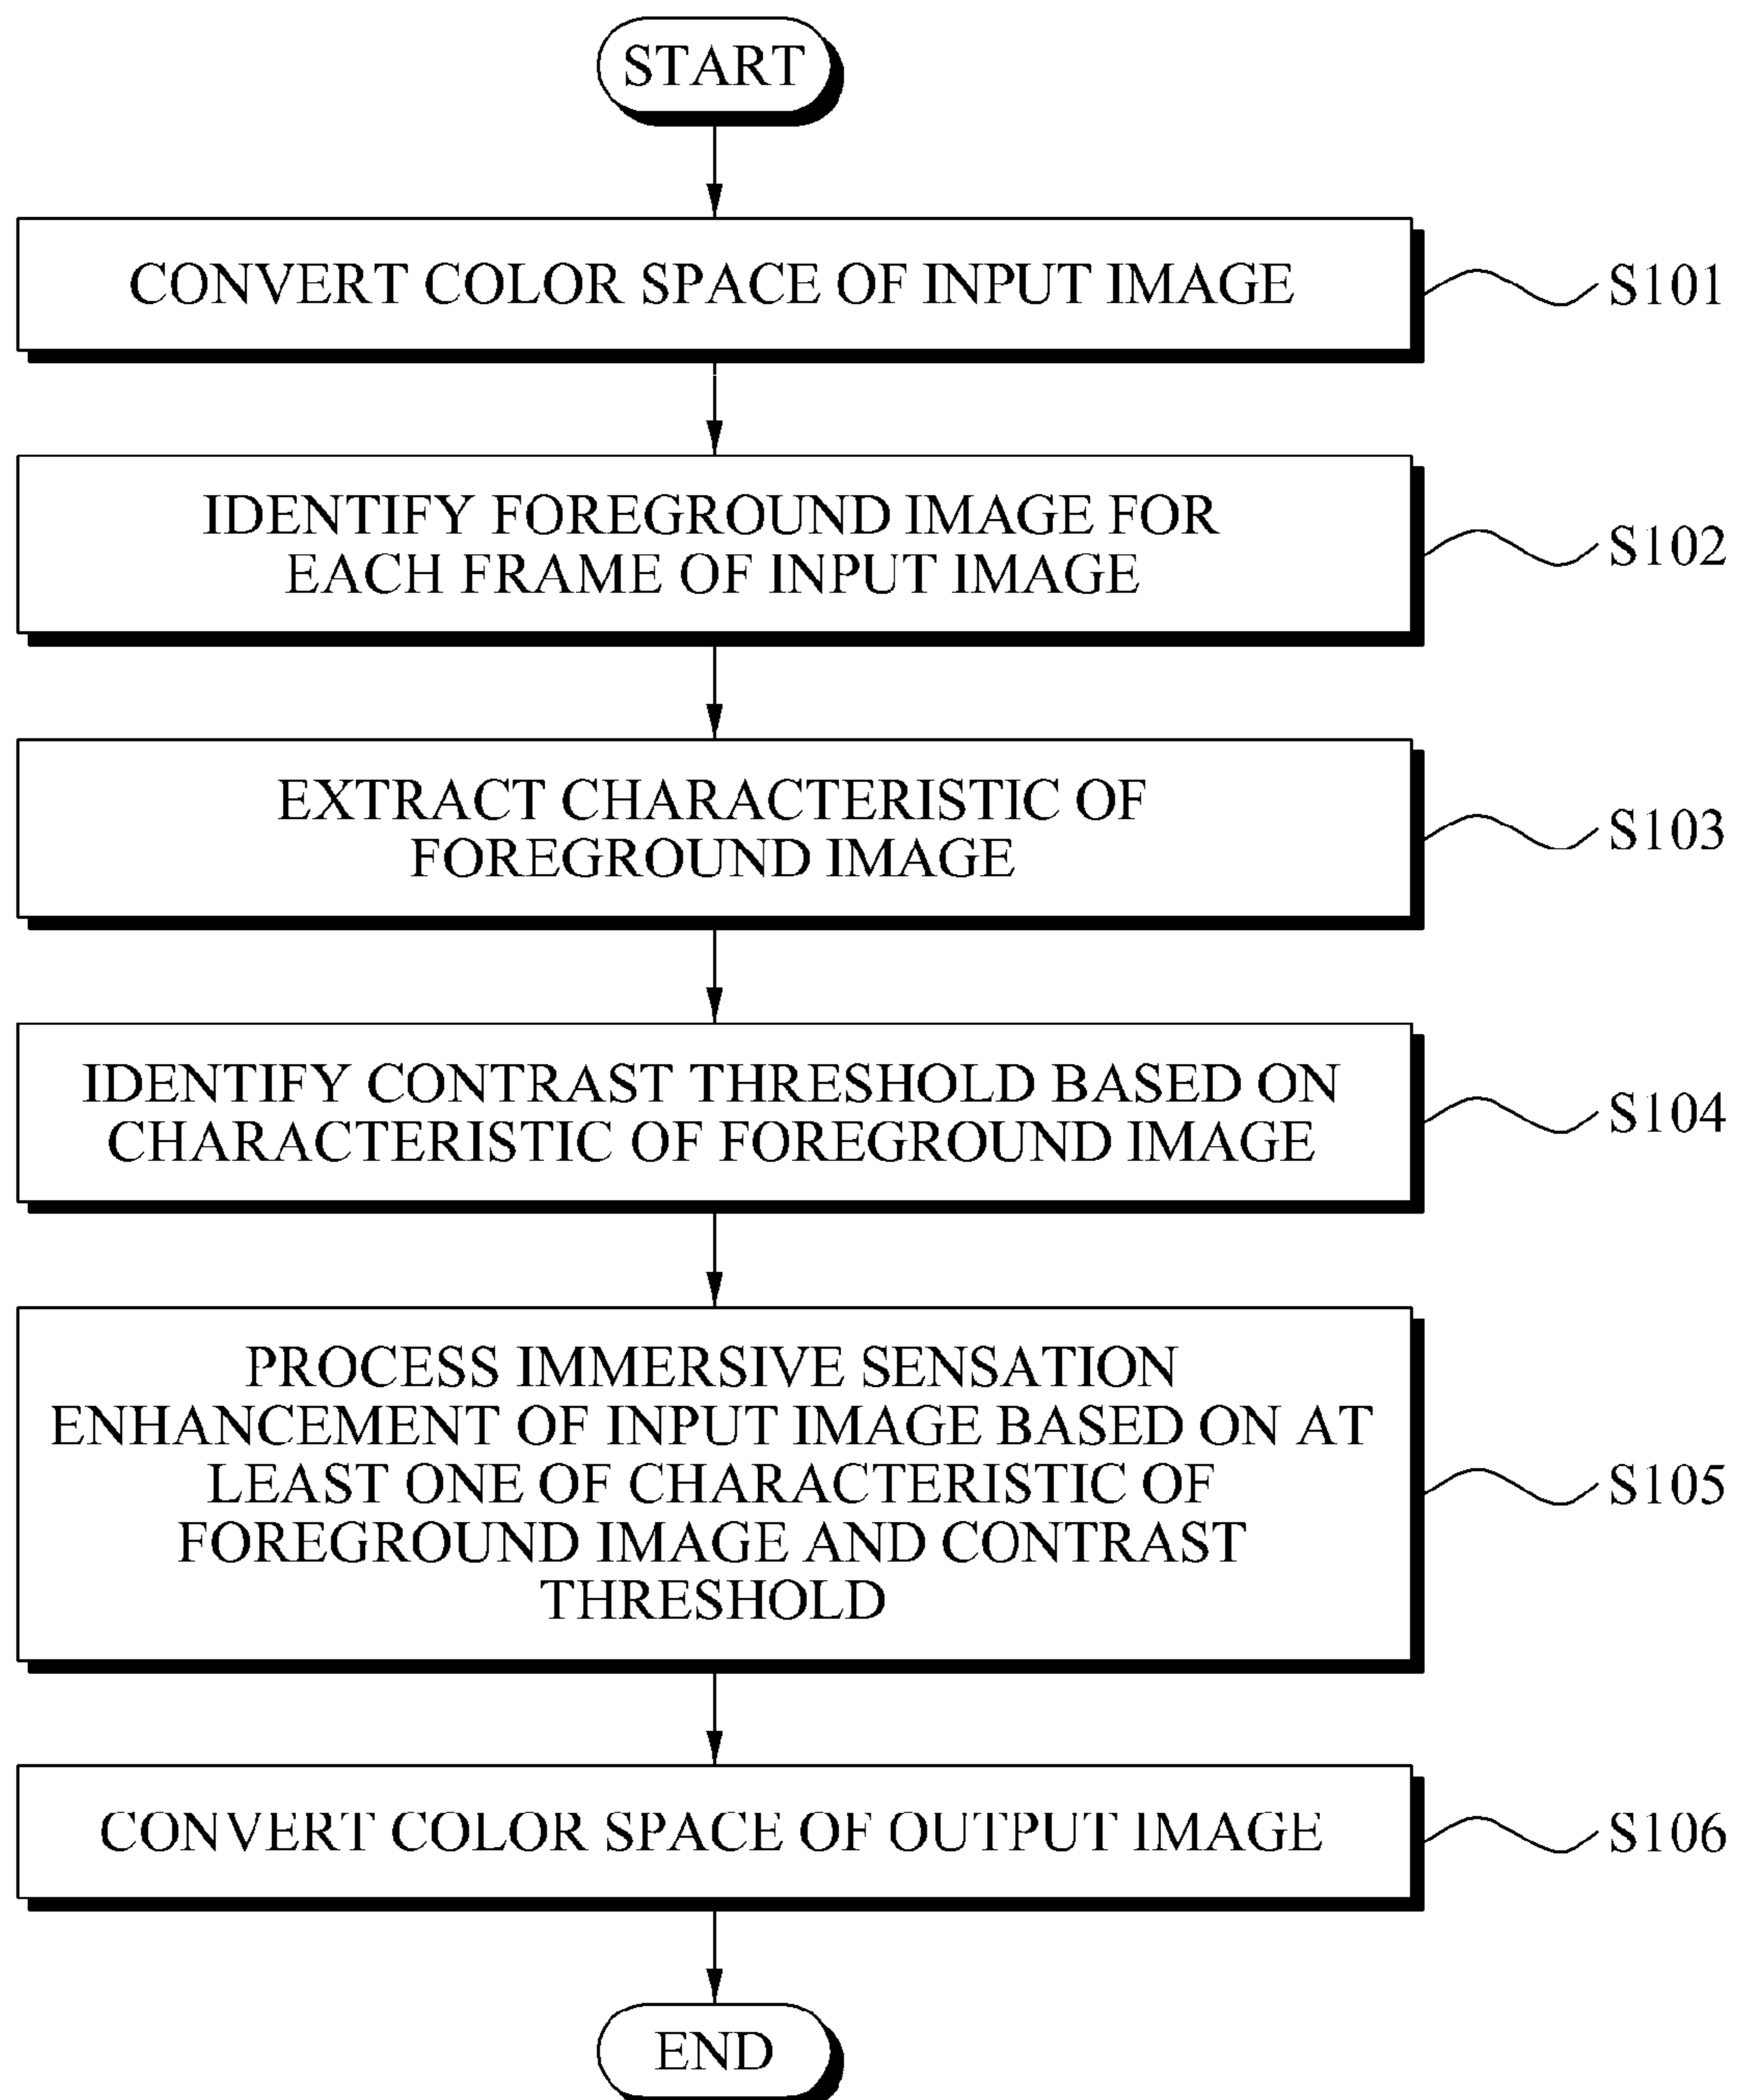 START
CONVERT COLOR SPACE OF INPUT IMAGE
S101
IDENTIFY FOREGROUND IMAGE FOR
EACH FRAME OF INPUT IMAGE
S102
EXTRACT CHARACTERISTIC OF
FOREGROUND IMAGE
S103
IDENTIFY CONTRAST THRESHOLD BASED ON
CHARACTERISTIC OF FOREGROUND IMAGE
S104
PROCESS IMMERSIVE SENSATION
ENHANCEMENT OF INPUT IMAGE BASED ON AT
LEAST ONE OF CHARACTERISTIC OF
FOREGROUND IMAGE AND CONTRAST
THRESHOLD
S105
CONVERT COLOR SPACE OF OUTPUT IMAGE
S106
END